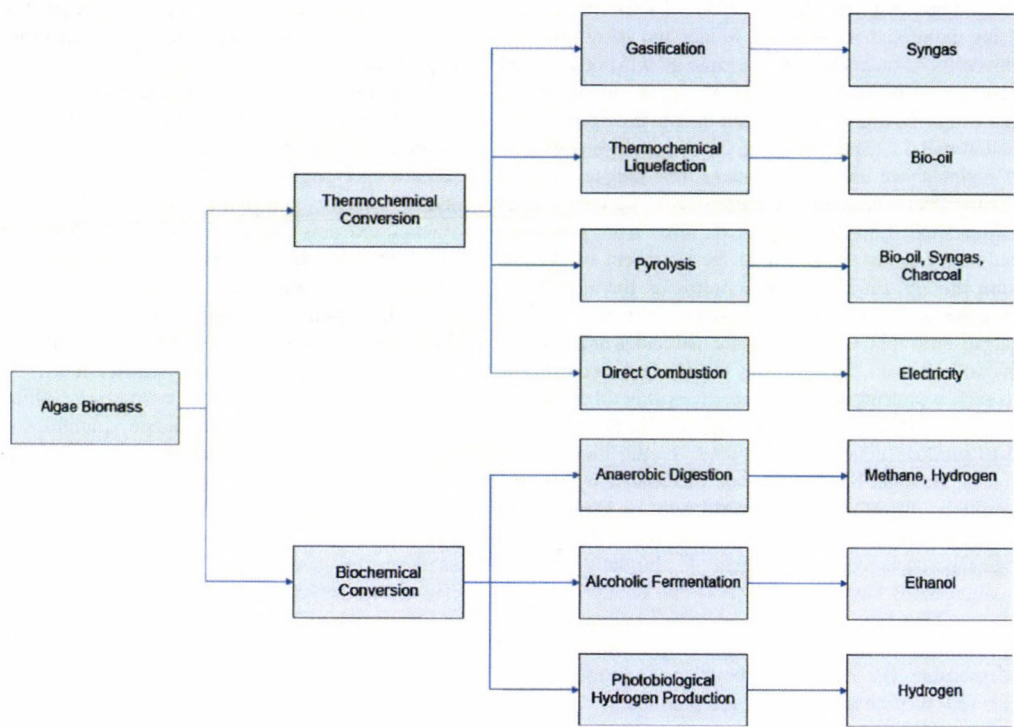 Gasification
Syngas
Thermochemical
Liquefaction
Bio-oil
Thermochemical
Conversion
Pyrolysis
Bio-oil, Syngas,
Charcoal
Direct Combustion
Electricity
Algae Biomass
Anaerobic Digestion
Methane, Hydrogen
Biochemical
Conversion
Alcoholic Fermentation
Ethanol
Photobiological
Hydrogen Production
Hydrogen